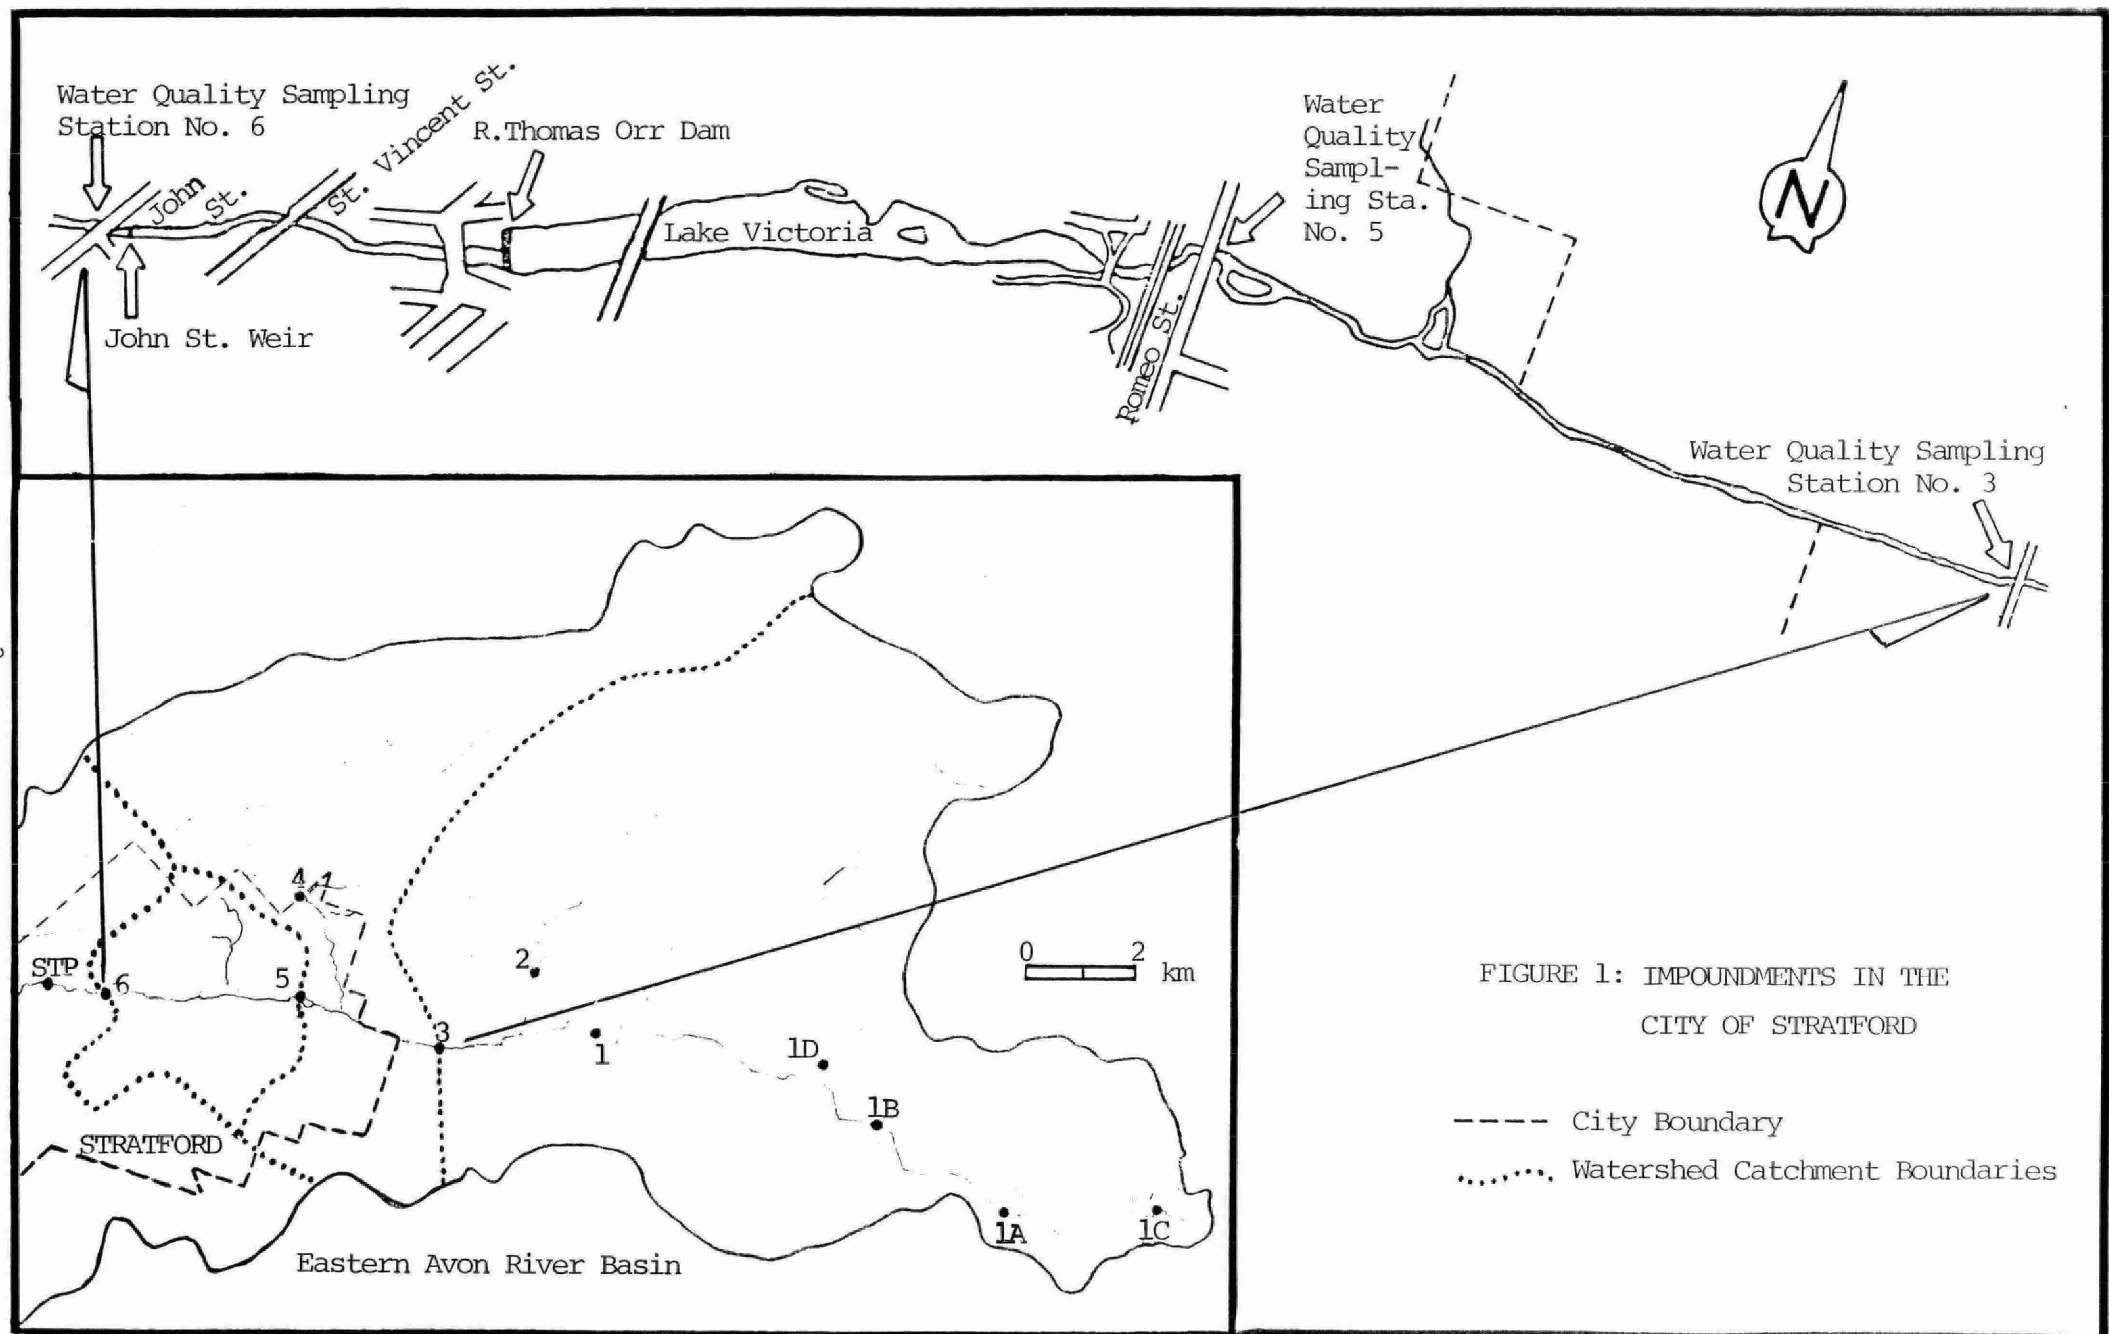 Water Quality Sampling
Station No. 6
John
St.
St. Vincent St.
R.Thomas Orr Dam
John St. Weir
Lake Victoria
Water
Quality
Sampl-
ing Sta.
No. 5
Romeo St.
N
Water Quality Sampling
Station No. 3
4
STP
6
5
2
3
1
1D
1B
1A
1C
0 2
km
STRATFORD
Eastern Avon River Basin
FIGURE 1: IMPOUNDMENTS IN THE
CITY OF STRATFORD
City Boundary
Watershed Catchment Boundaries